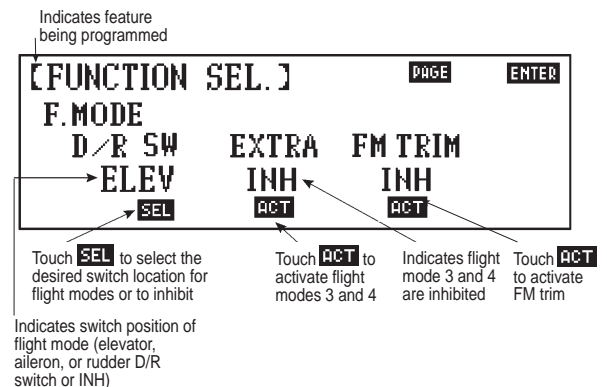 Indicates feature
being programmed
[FUNCTION SEL.] PAGE ENTER
F.MODE
D/R SW EXTRA FM TRIM
ELEV INH INH
SEL ACT ACT
Touch SEL to select the
desired switch location for
flight modes or to inhibit
Touch ACT to
activate flight
modes 3 and 4
Indicates flight
mode 3 and 4
are inhibited
Touch ACT
to activate
FM trim
Indicates switch position of
flight mode (elevator,
aileron, or rudder D/R
switch or INH)